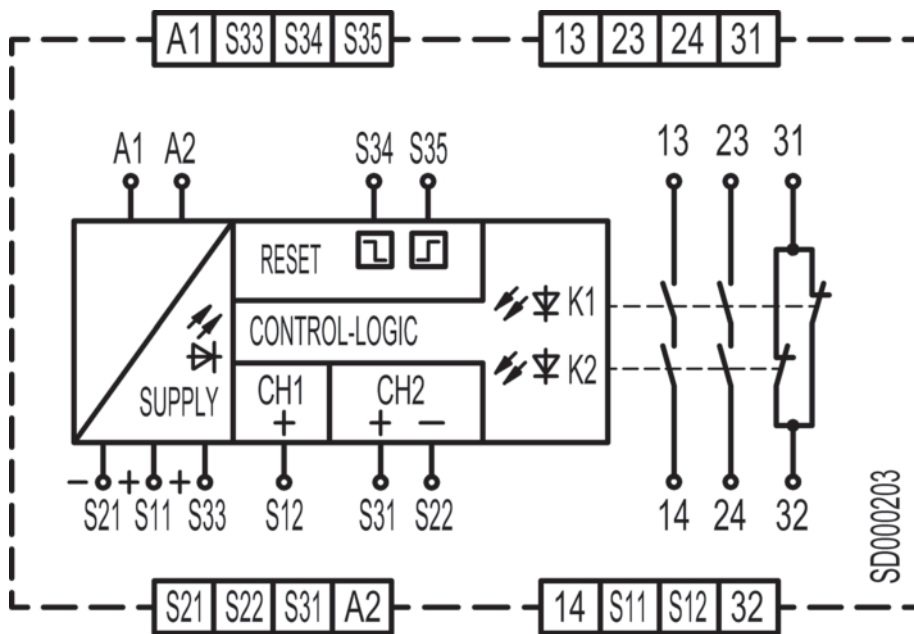 A1 S33 S34 S35 13 23 24 31
A1 A2 S34 S35 13 23 31
RESET
K1
CONTROL-LOGIC
K2
SUPPLY CH1 CH2
+ + −
− + +
S21 S11 S33 S12 S31 S22 14 24 32
SD000203
S21 S22 S31 A2 14 S11 S12 32